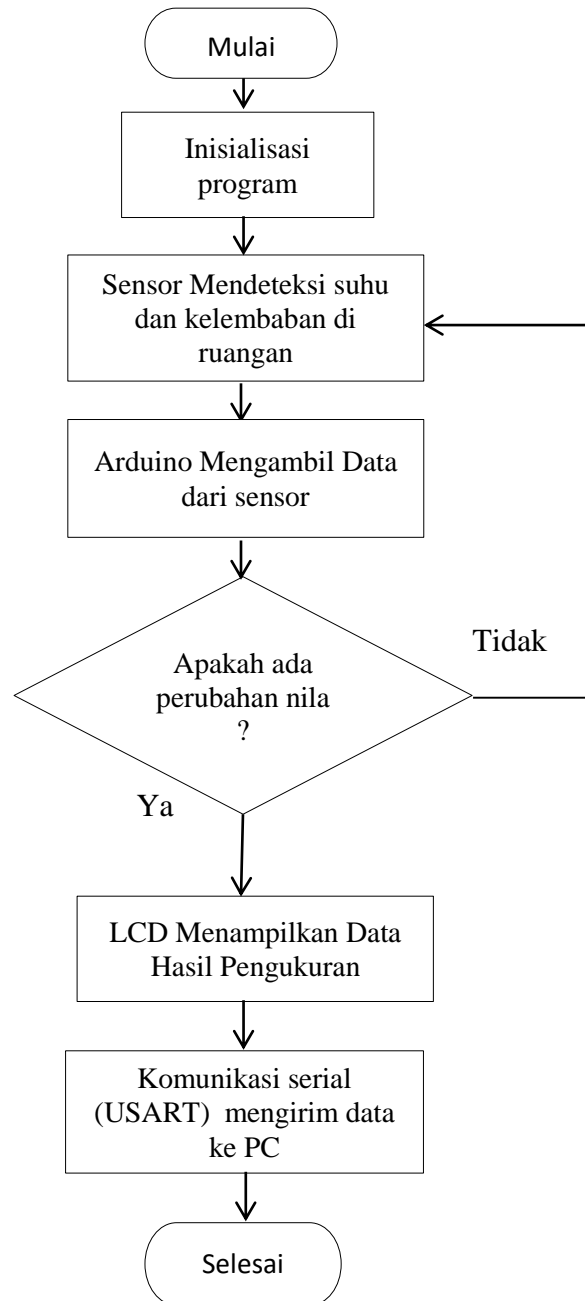 Mulai
Inisialisasi
program
Sensor Mendeteksi suhu
dan kelembaban di
ruangan
Arduino Mengambil Data
dari sensor
Apakah ada
perubahan nila
?
Tidak
Ya
LCD Menampilkan Data
Hasil Pengukuran
Komunikasi serial
(USART) mengirim data
ke PC
Selesai